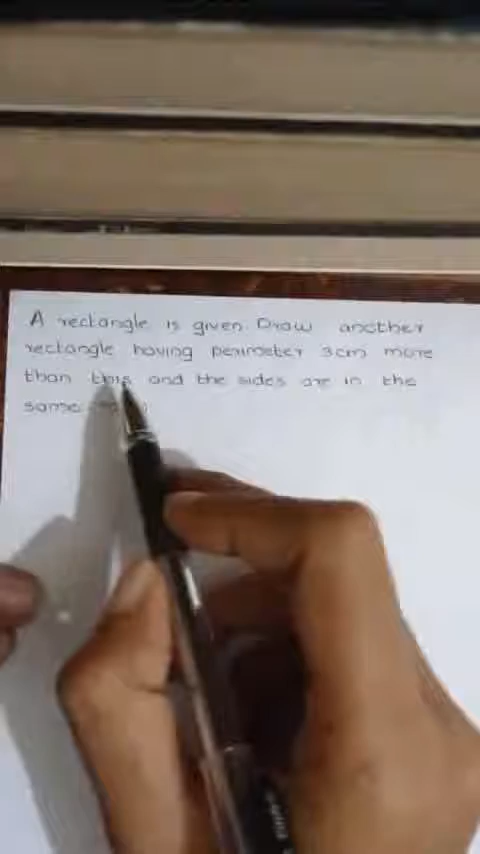 A rectangle is given Draw another
rectangle having perimeter 3cm more
than this and the sides are in the
same